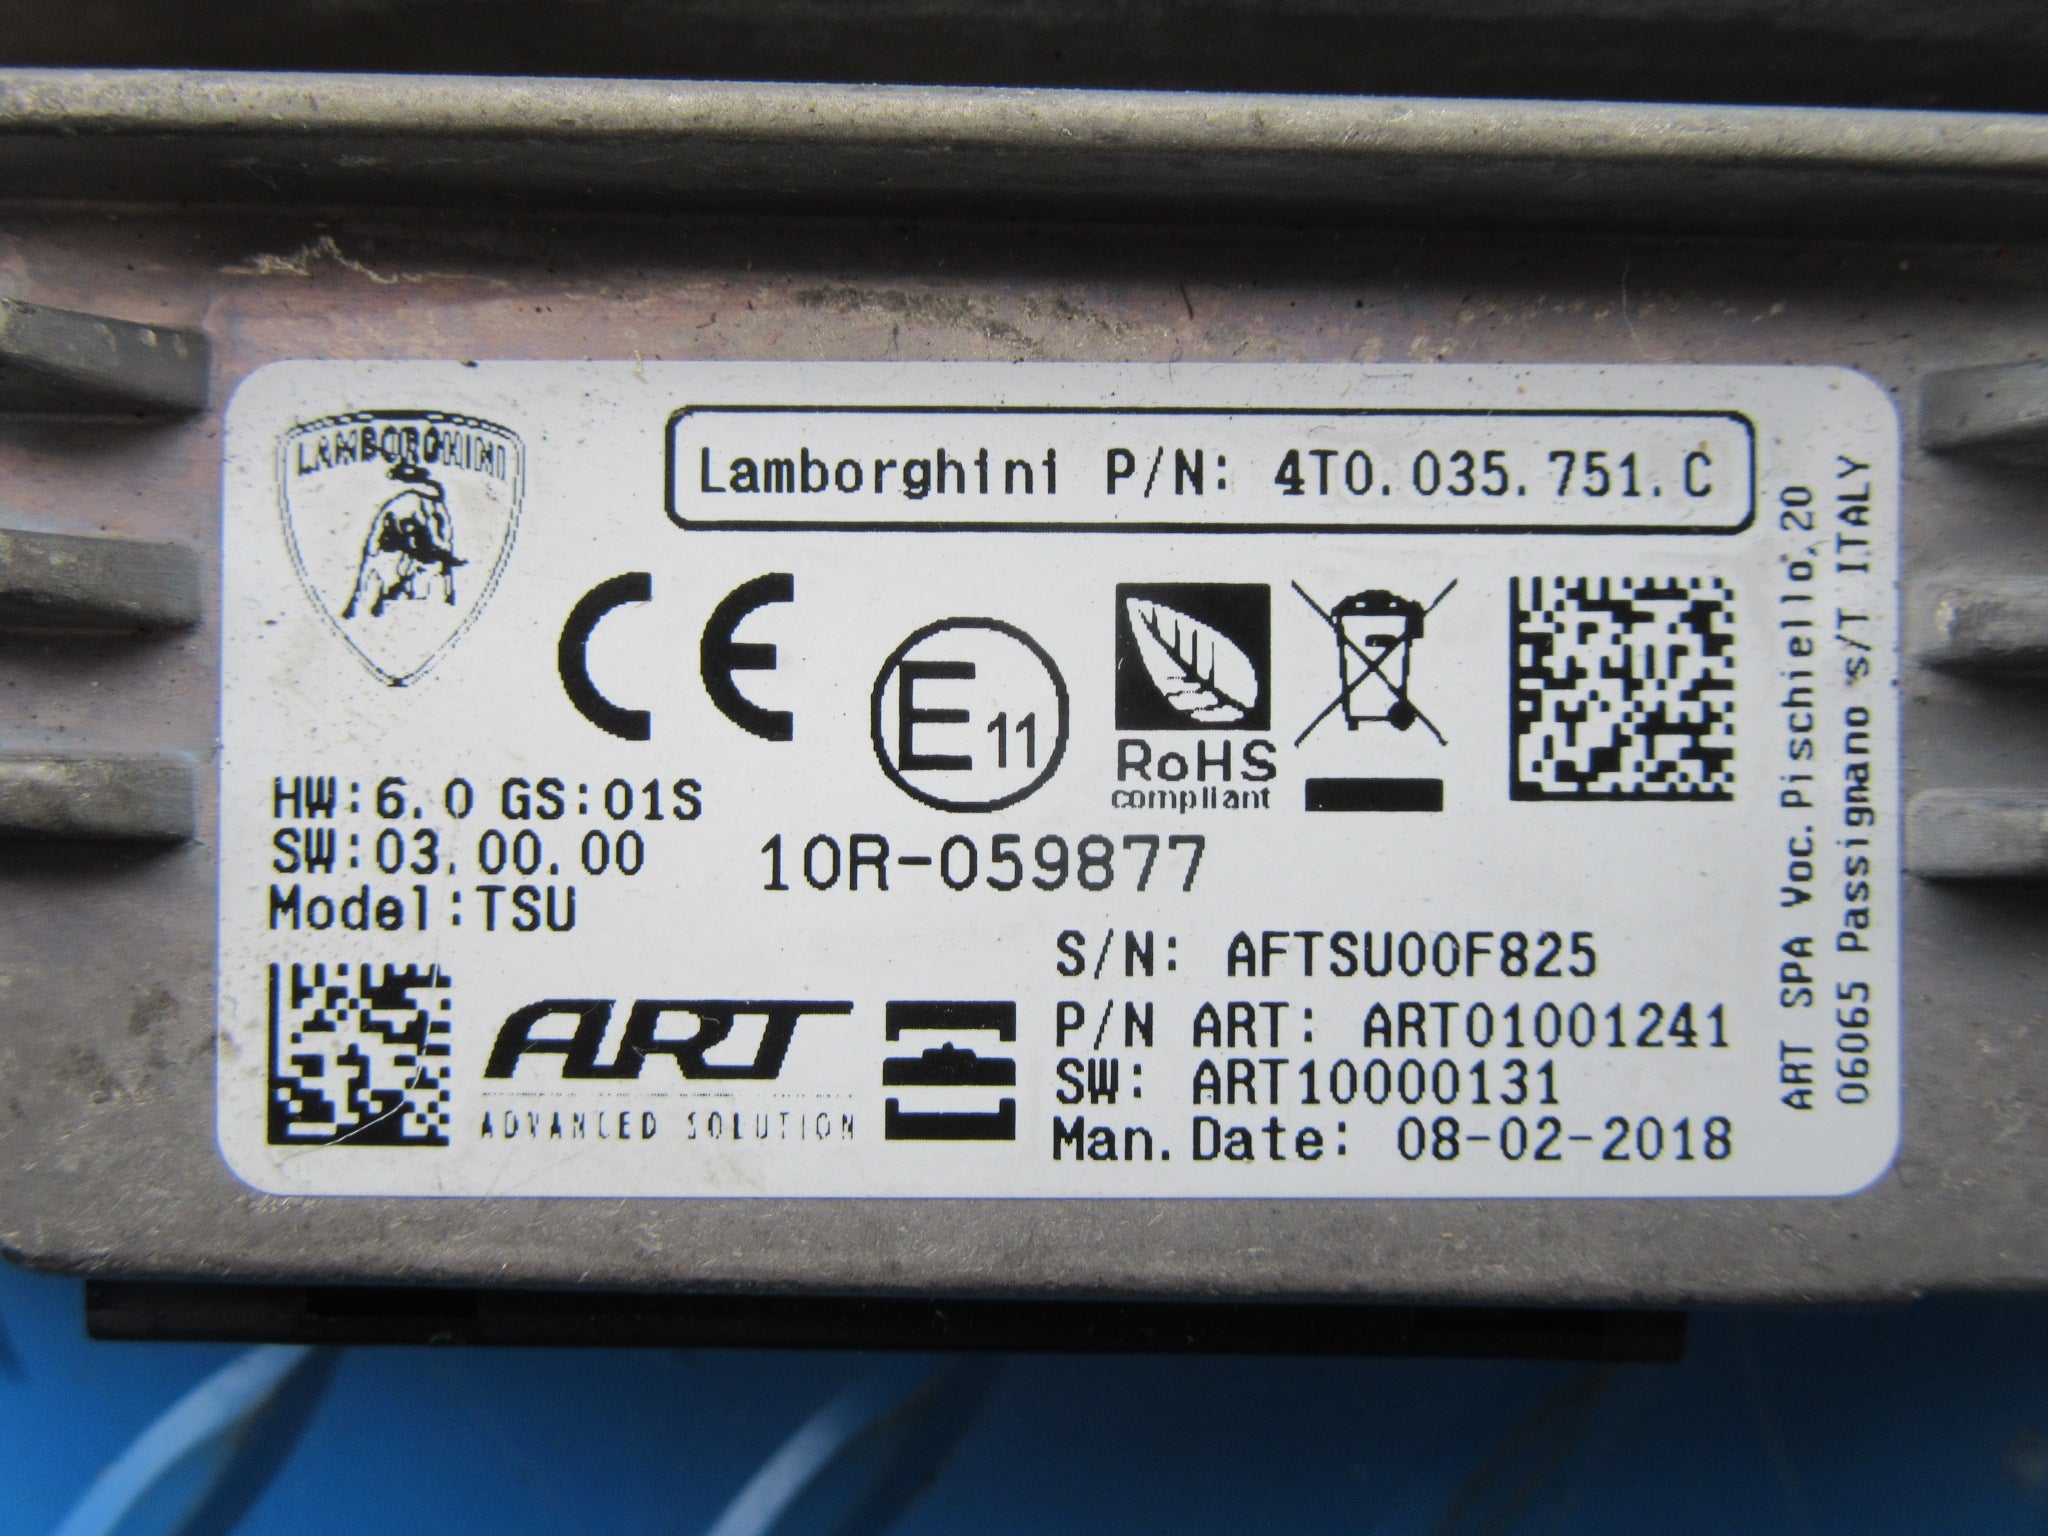 LAMBORGHINI
Lamborghini P/N: 4T0.035.751.C
CE
E11
RoHS
compliant
HW:6.0 GS:01S
SW:03.00.00
Model:TSU
10R-059877
S/N: AFTSU00F825
P/N ART: ART01001241
SW: ART10000131
Man.Date: 08-02-2018
ART
ADVANCED SOLUTION
ART SPA Voc.Pischiello,20
06065 Passignano s/T ITALY